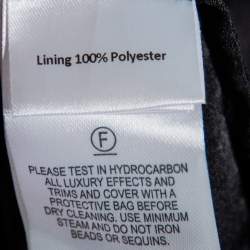 Lining 100% Polyester
F
PLEASE TEST IN HYDROCARBON
ALL LUXURY EFFECTS AND
TRIMS AND COVER WITH A
PROTECTIVE BAG BEFORE
DRY CLEANING. USE MINIMUM
STEAM AND DO NOT IRON
BEADS OR SEQUINS.